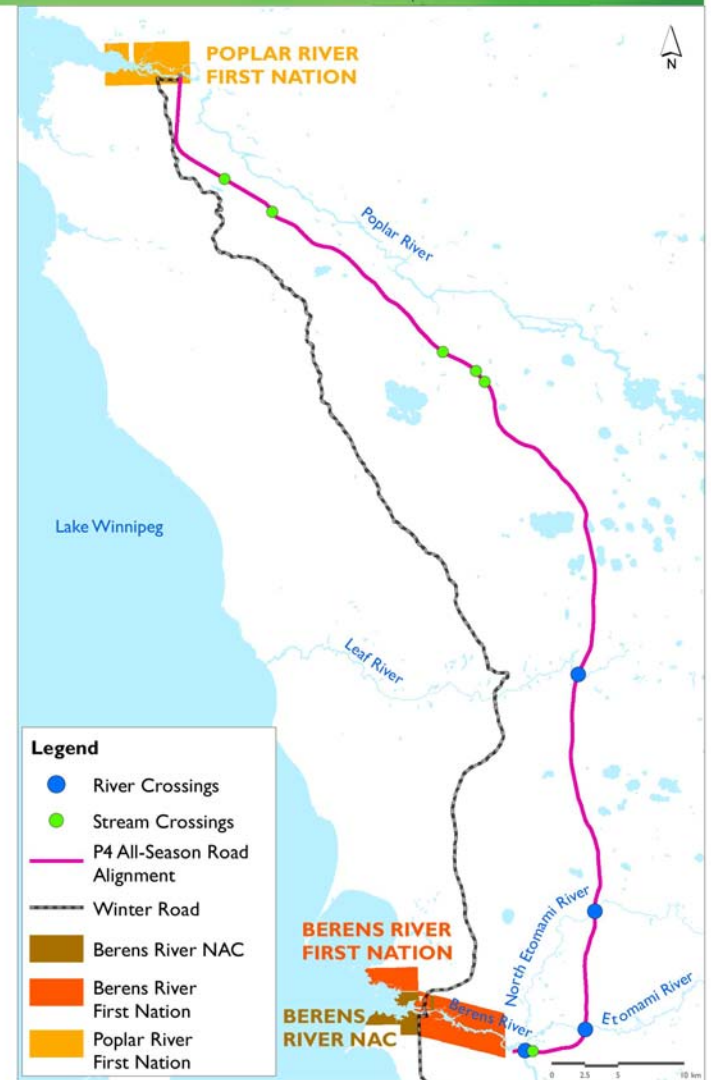 POPLAR RIVER
FIRST NATION
N
Poplar River
Lake Winnipeg
Leaf River
Legend
River Crossings
Stream Crossings
P4 All-Season Road
Alignment
Winter Road
Berens River NAC
Berens River
First Nation
Poplar River
First Nation
BERENS RIVER
FIRST NATION
North Etomami River
BERENS
RIVER NAC
Berens River
Etomami River
0 2.5 5 10 km